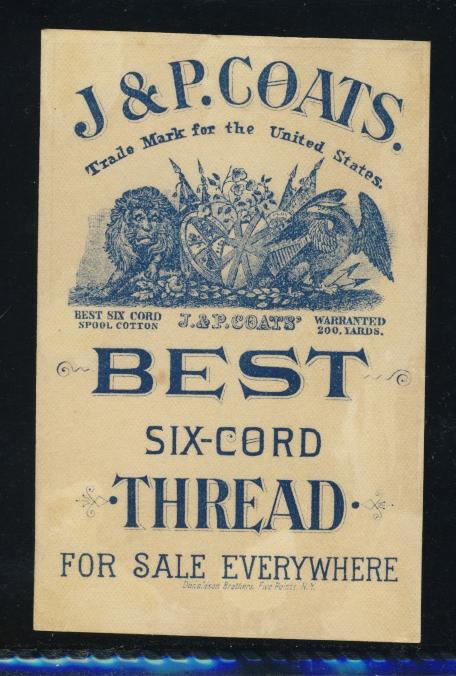 J & P. COATS.
Trade Mark for the United States.
BEST SIX CORD
SPOOL COTTON
J. & P. COATS'
WARRANTED
200. YARDS.
BEST
SIX-CORD
·THREAD·
FOR SALE EVERYWHERE
Donaldson Brothers, Five Points, N.Y.